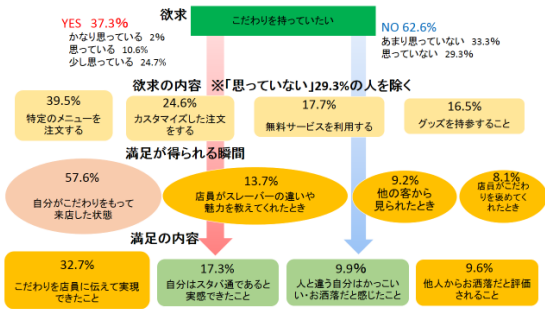 YES 37.3%
かなり思っている 2%
思っている 10.6%
少し思っている 24.7%
欲求
こだわりを持っていたい
NO 62.6%
あまり思っていない 33.3%
思っていない 29.3%
欲求の内容 ※「思っていない」29.3%の人を除く
39.5%
特定のメニューを
注文する
24.6%
カスタマイズした注文
をする
17.7%
無料サービスを利用する
16.5%
グッズを持参すること
満足が得られる瞬間
57.6%
自分がこだわりをもって
来店した状態
13.7%
店員がスレーバーの違いや
魅力を教えてくれたとき
9.2%
他の客から
見られたとき
8.1%
店員がこだわ
りを褒めてく
れたとき
満足の内容
32.7%
こだわりを店員に伝えて実現
できたこと
17.3%
自分はスタバ通であると
実感できたこと
9.9%
人と違う自分はかっこい
い・お洒落だと感じたこと
9.6%
他人からお洒落だと評価
されること